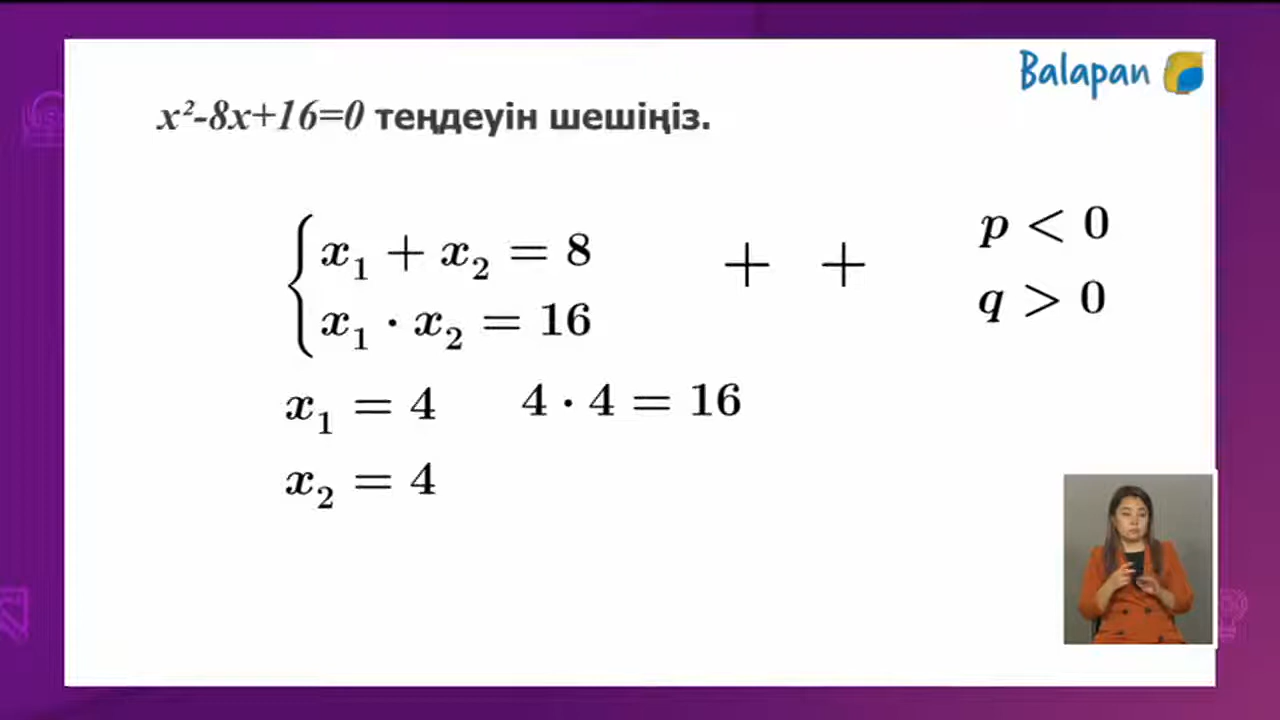 Balapan
x²-8x+16=0 теңдеуін шешіңіз.
x₁ + x₂ = 8
x₁ · x₂ = 16
+ +
p < 0
q > 0
x₁ = 4
4 · 4 = 16
x₂ = 4